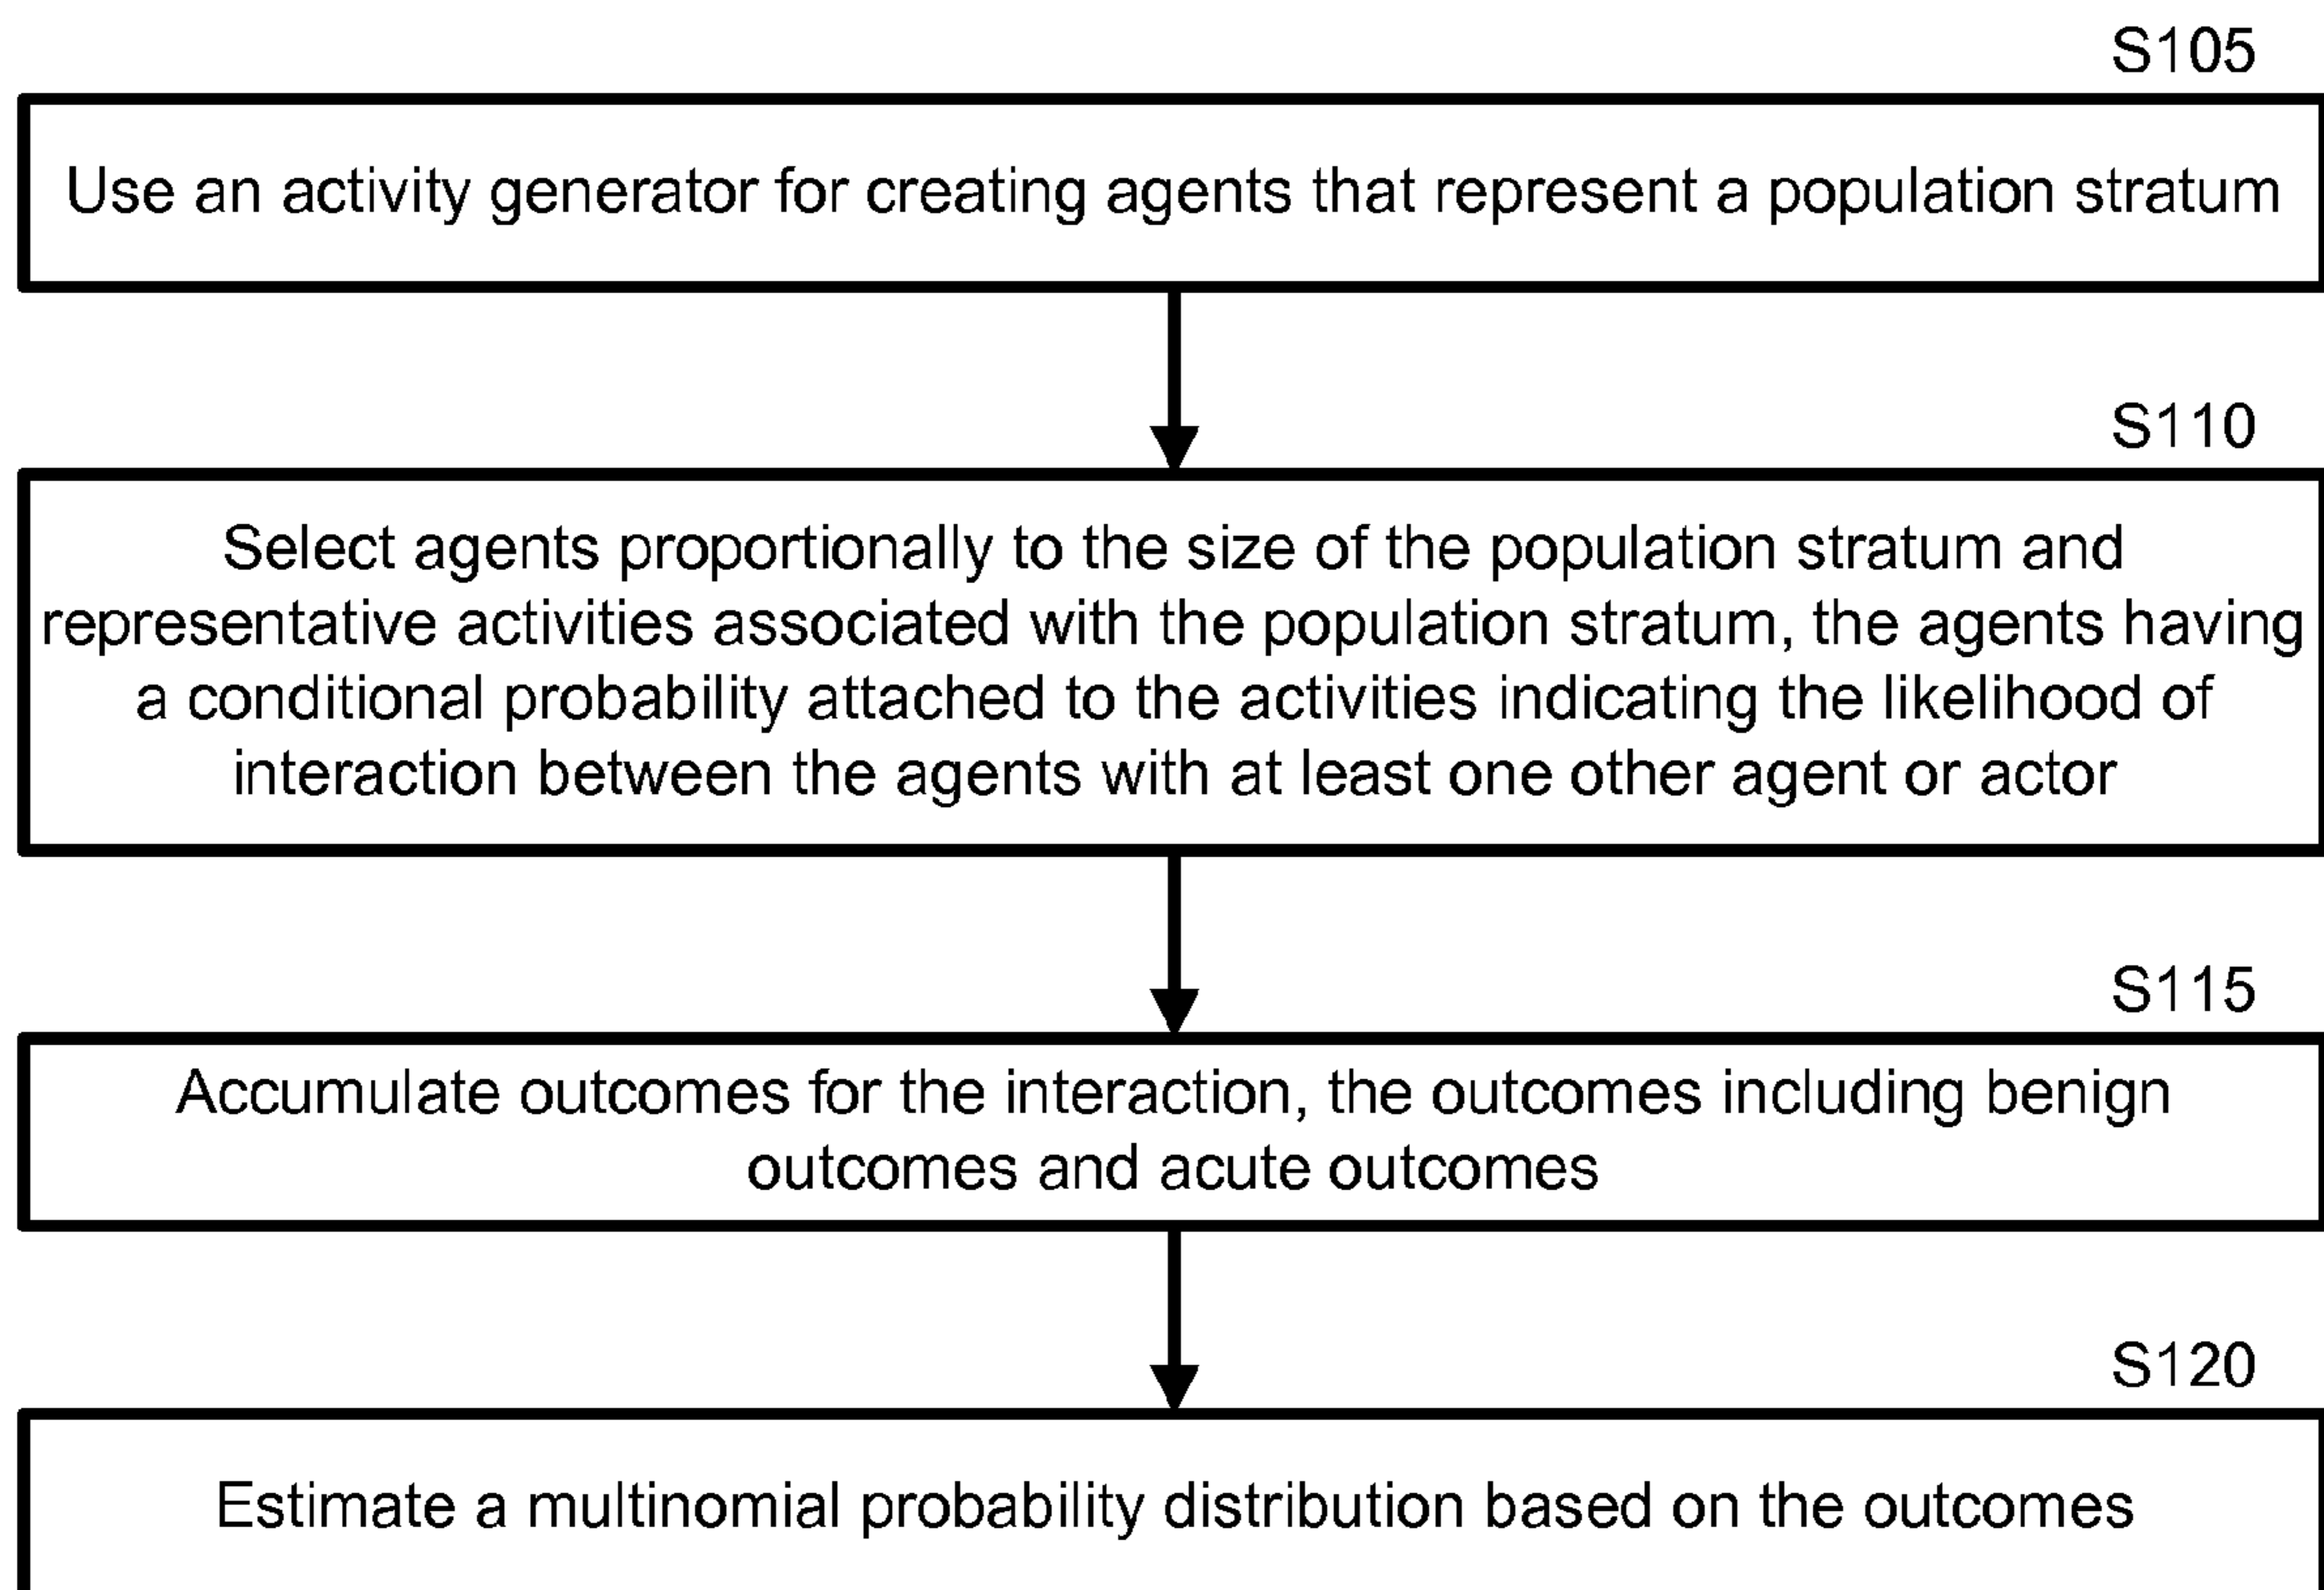 S105
Use an activity generator for creating agents that represent a population stratum
S110
Select agents proportionally to the size of the population stratum and
representative activities associated with the population stratum, the agents having
a conditional probability attached to the activities indicating the likelihood of
interaction between the agents with at least one other agent or actor
S115
Accumulate outcomes for the interaction, the outcomes including benign
outcomes and acute outcomes
S120
Estimate a multinomial probability distribution based on the outcomes